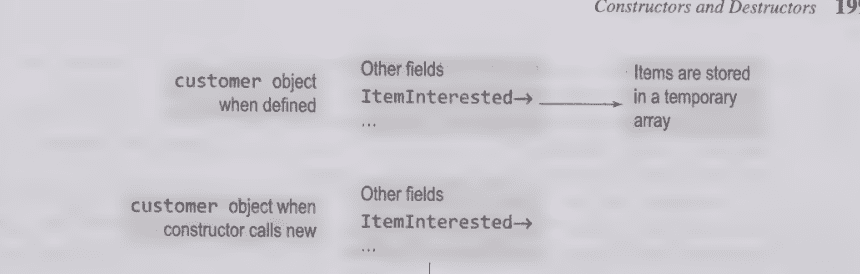 Constructors and Destructors
customer object
when defined
Other fields
ItemInterested→
...
Items are stored
in a temporary
array
customer object when
constructor calls new
Other fields
ItemInterested→
...